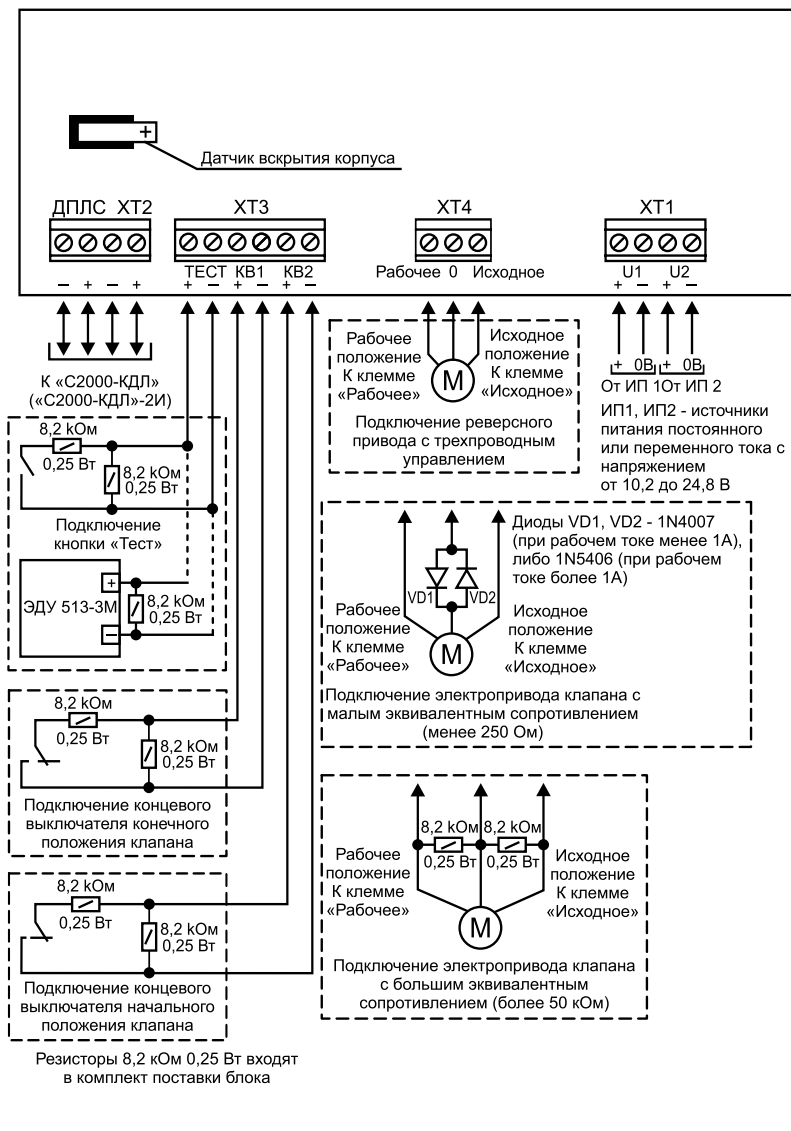 +
Датчик вскрытия корпуса
ДПЛС XT2
XT3
XT4
XT1
ТЕСТ КВ1 КВ2
Рабочее 0 Исходное
U1 U2
– + – +
+ – + – + –
+ – + –
К «С2000-КДЛ»
(«С2000-КДЛ»-2И)
+ 0В + 0В
От ИП 1От ИП 2
ИП1, ИП2 - источники
питания постоянного
или переменного тока с
напряжением
от 10,2 до 24,8 В
Рабочее
положение
К клемме
«Рабочее»
М
Исходное
положение
К клемме
«Исходное»
Подключение реверсного
привода с трехпроводным
управлением
8,2 kОм
0,25 Вт
8,2 kОм
0,25 Вт
Подключение
кнопки «Тест»
ЭДУ 513-3М
+
–
8,2 kОм
0,25 Вт
Диоды VD1, VD2 - 1N4007
(при рабочем токе менее 1А),
либо 1N5406 (при рабочем
токе более 1А)
VD1
VD2
Рабочее
положение
К клемме
«Рабочее»
М
Исходное
положение
К клемме
«Исходное»
Подключение электропривода клапана с
малым эквивалентным сопротивлением
(менее 250 Ом)
8,2 kОм
0,25 Вт
8,2 kОм
0,25 Вт
Подключение концевого
выключателя конечного
положения клапана
8,2 kОм 8,2 kОм
0,25 Вт 0,25 Вт
Рабочее
положение
К клемме
«Рабочее»
М
Исходное
положение
К клемме
«Исходное»
Подключение электропривода клапана
с большим эквивалентным
сопротивлением (более 50 кОм)
8,2 kОм
0,25 Вт
8,2 kОм
0,25 Вт
Подключение концевого
выключателя начального
положения клапана
Резисторы 8,2 кОм 0,25 Вт входят
в комплект поставки блока